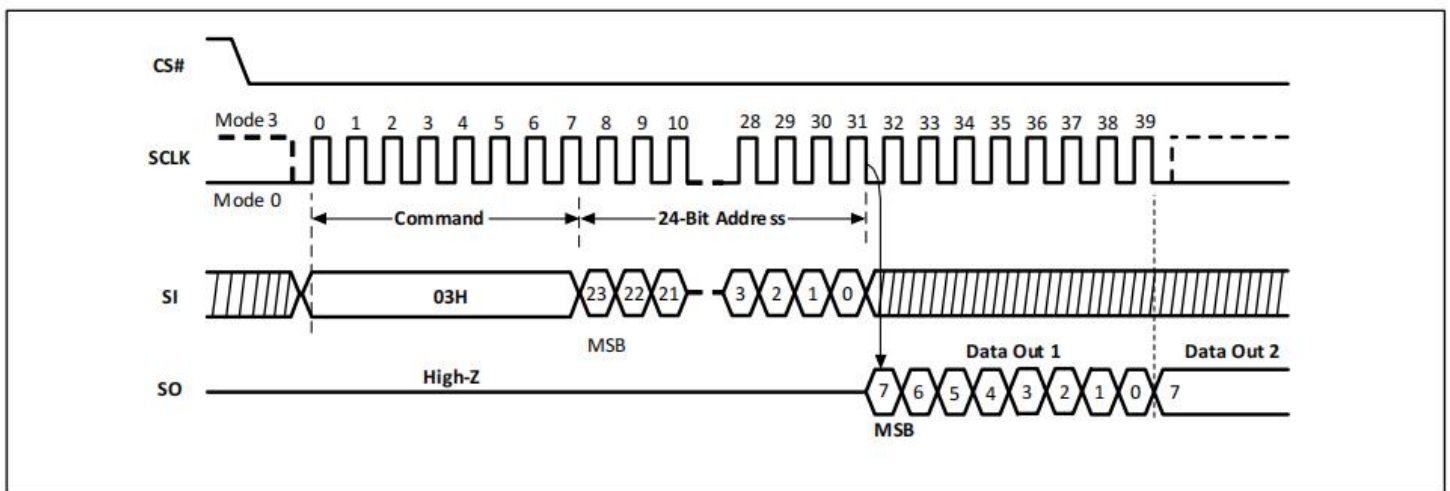 CS#
Mode 3 0 1 2 3 4 5 6 7 8 9 10 28 29 30 31 32 33 34 35 36 37 38 39
SCLK
Mode 0
Command 24-Bit Address
SI 03H 23 22 21 3 2 1 0
MSB
Data Out 1 Data Out 2
High-Z
SO 7 6 5 4 3 2 1 0 7
MSB